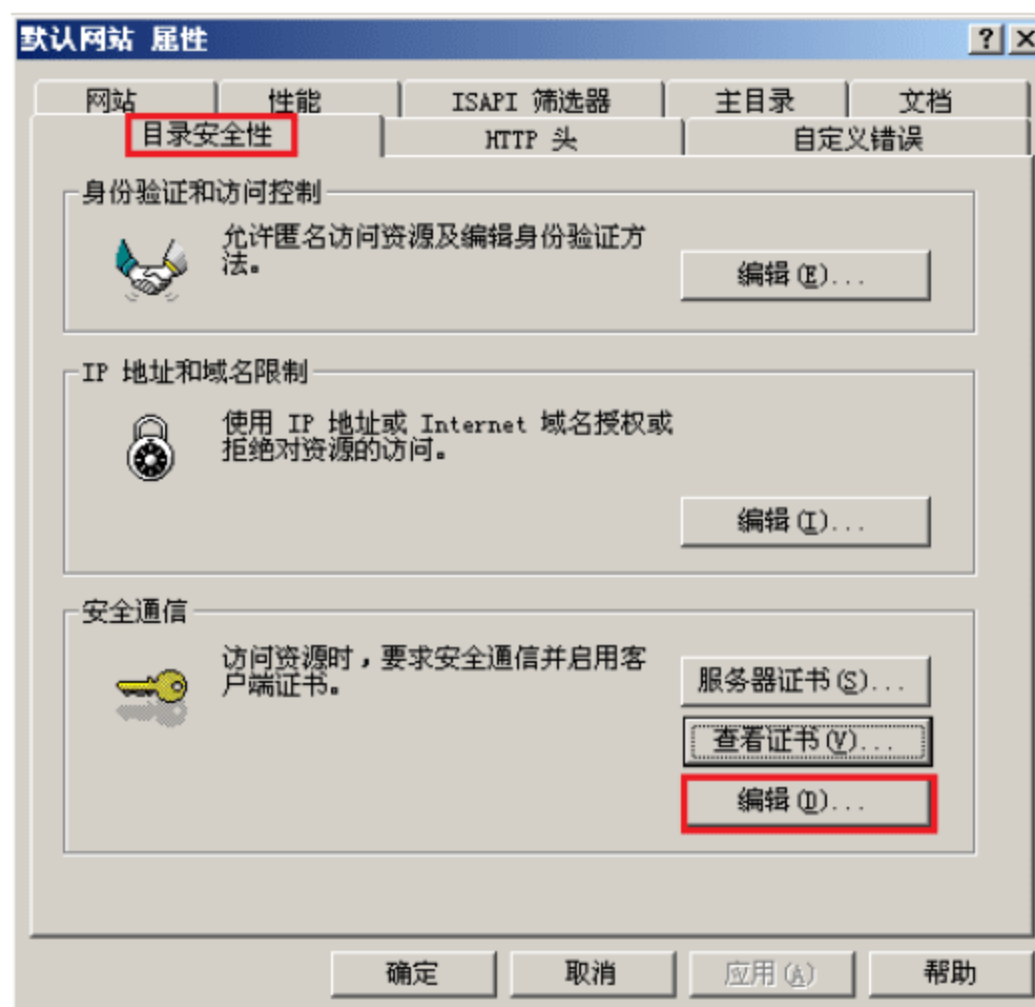 默认网站 属性
网站 性能 ISAPI 筛选器 主目录 文档
目录安全性 HTTP 头 自定义错误
身份验证和访问控制
允许匿名访问资源及编辑身份验证方
法。
编辑(E)...
IP 地址和域名限制
使用 IP 地址或 Internet 域名授权或
拒绝对资源的访问。
编辑(I)...
安全通信
访问资源时，要求安全通信并启用客
户端证书。
服务器证书(S)...
查看证书(V)...
编辑(D)...
确定 取消 应用(A) 帮助